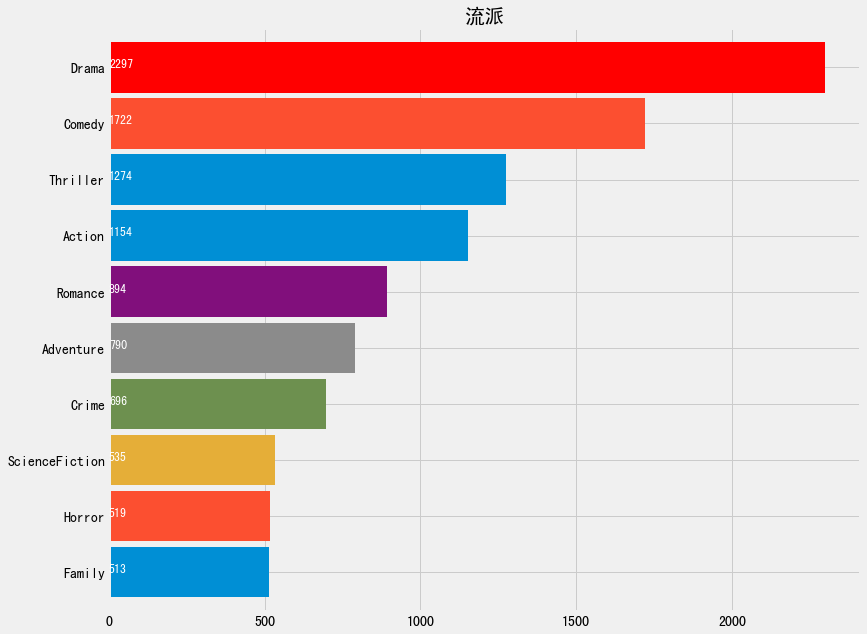 流派
Drama 2297
Comedy 1722
Thriller 1274
Action 1154
Romance 894
Adventure 790
Crime 696
ScienceFiction 535
Horror 519
Family 513
0 500 1000 1500 2000